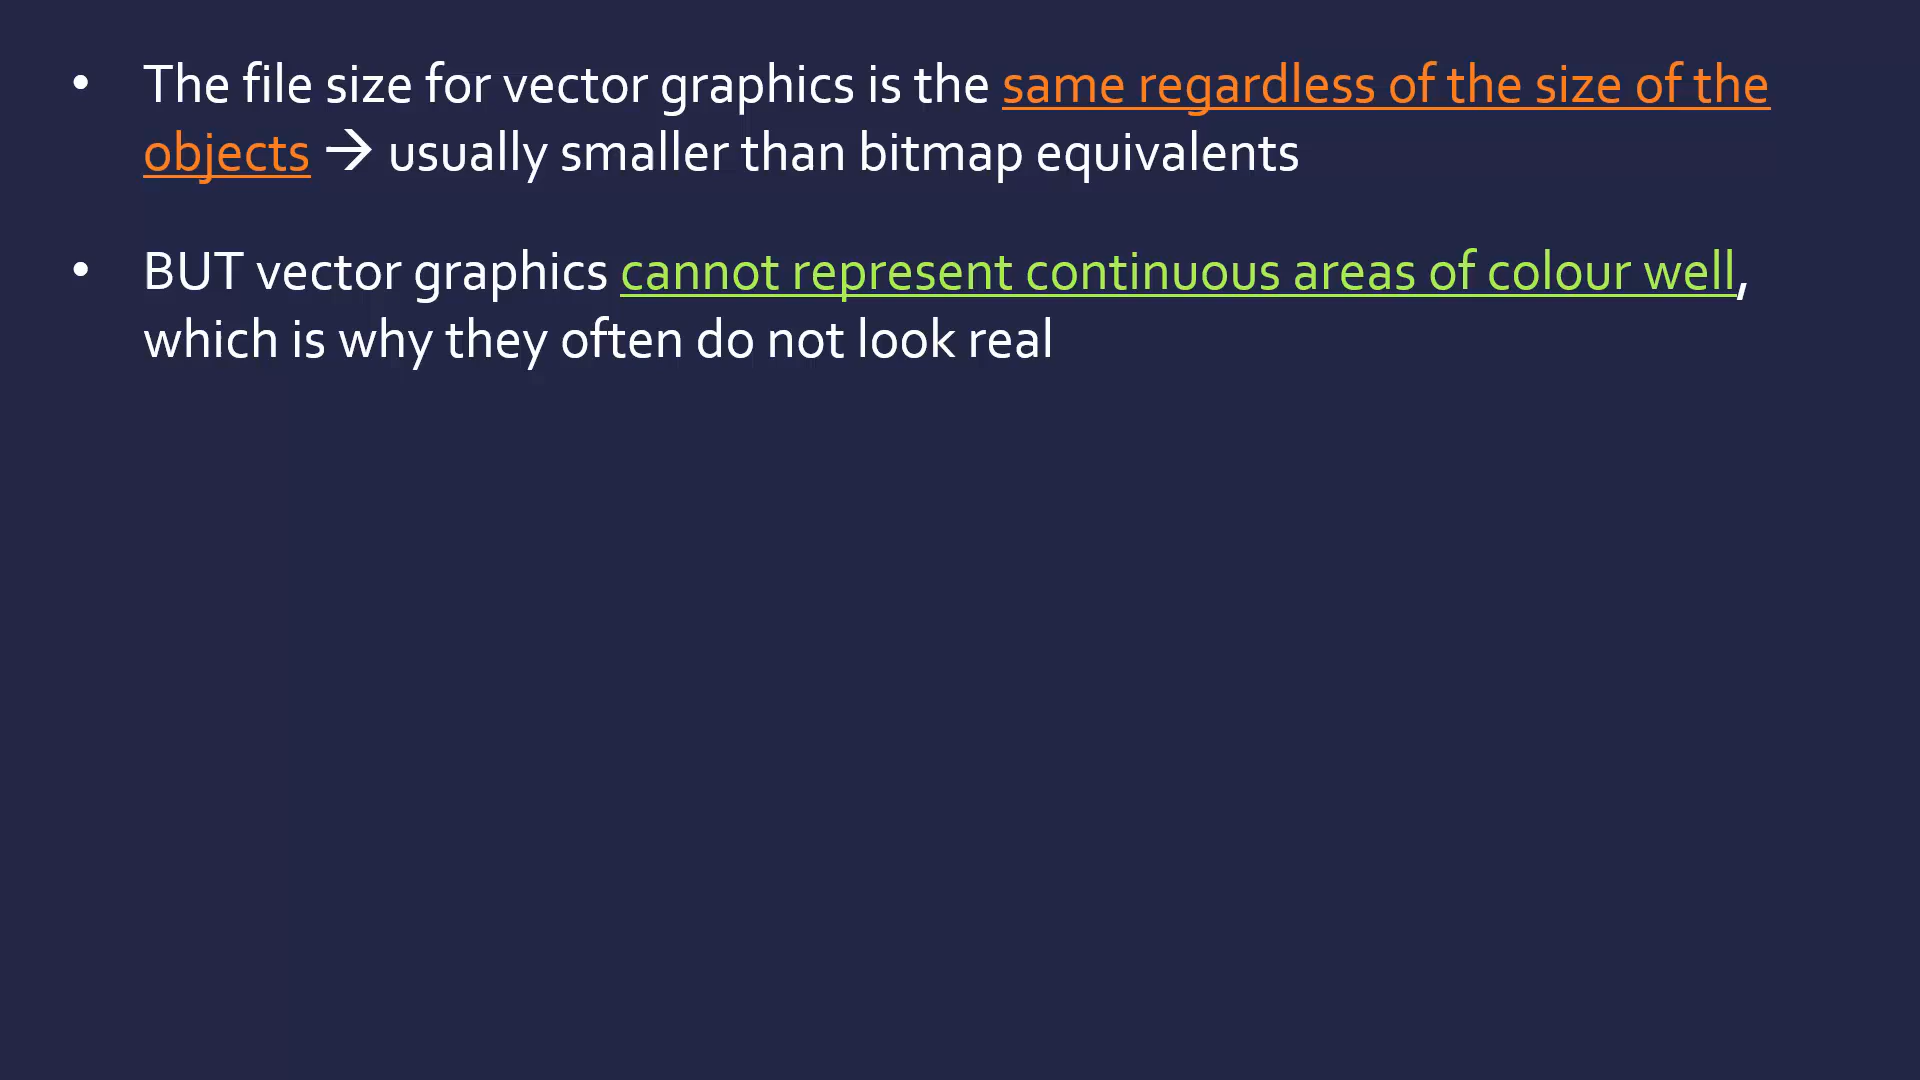 • The file size for vector graphics is the same regardless of the size of the
objects → usually smaller than bitmap equivalents
• BUT vector graphics cannot represent continuous areas of colour well,
which is why they often do not look real